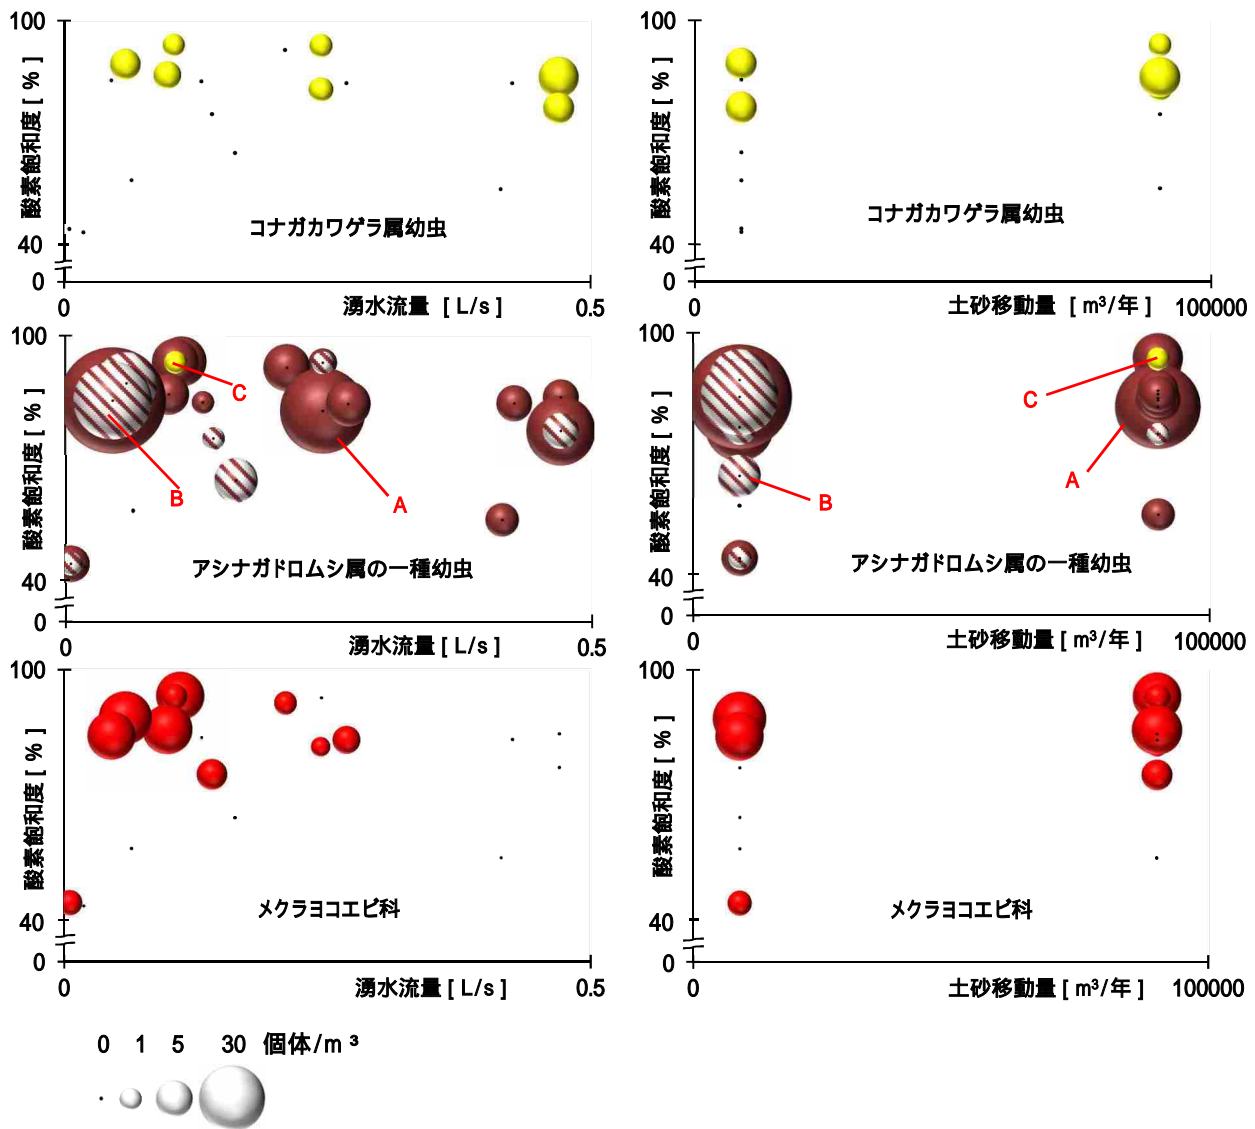 100
酸素飽和度 [ % ]
40
0
コナガカワゲラ属幼虫
0
湧水流量 [ L/s ]
0.5
100
酸素飽和度 [ % ]
40
0
コナガカワゲラ属幼虫
0
土砂移動量 [ m³/年 ]
100000
100
酸素飽和度 [ % ]
40
0
C
B
A
アシナガドロムシ属の一種幼虫
0
湧水流量 [ L/s ]
0.5
100
酸素飽和度 [ % ]
40
0
C
A
B
アシナガドロムシ属の一種幼虫
0
土砂移動量 [ m³/年 ]
100000
100
酸素飽和度 [ % ]
40
0
メクラヨコエビ科
0
湧水流量 [ L/s ]
0.5
100
酸素飽和度 [ % ]
40
0
メクラヨコエビ科
0
土砂移動量 [ m³/年 ]
100000
0 1 5 30 個体/m³